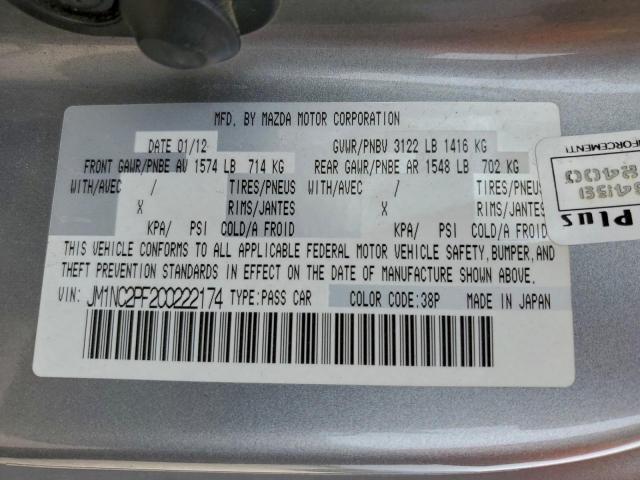 MFD. BY MAZDA MOTOR CORPORATION
DATE 01/12 GVWR/PNBV 3122 LB 1416 KG
FRONT GAWR/PNBE AV 1574 LB 714 KG REAR GAWR/PNBE AR 1548 LB 702 KG
WITH/AVEC / TIRES/PNEUS WITH/AVEC / TIRES/PNEUS
X RIMS/JANTES X RIMS/JANTES
KPA/ PSI COLD/A FROID KPA/ PSI COLD/A FROID
THIS VEHICLE CONFORMS TO ALL APPLICABLE FEDERAL MOTOR VEHICLE SAFETY, BUMPER, AND
THEFT PREVENTION STANDARDS IN EFFECT ON THE DATE OF MANUFACTURE SHOWN ABOVE.
VIN: JM1NC2PF2C0222174 TYPE: PASS CAR COLOR CODE: 38P MADE IN JAPAN
Plus